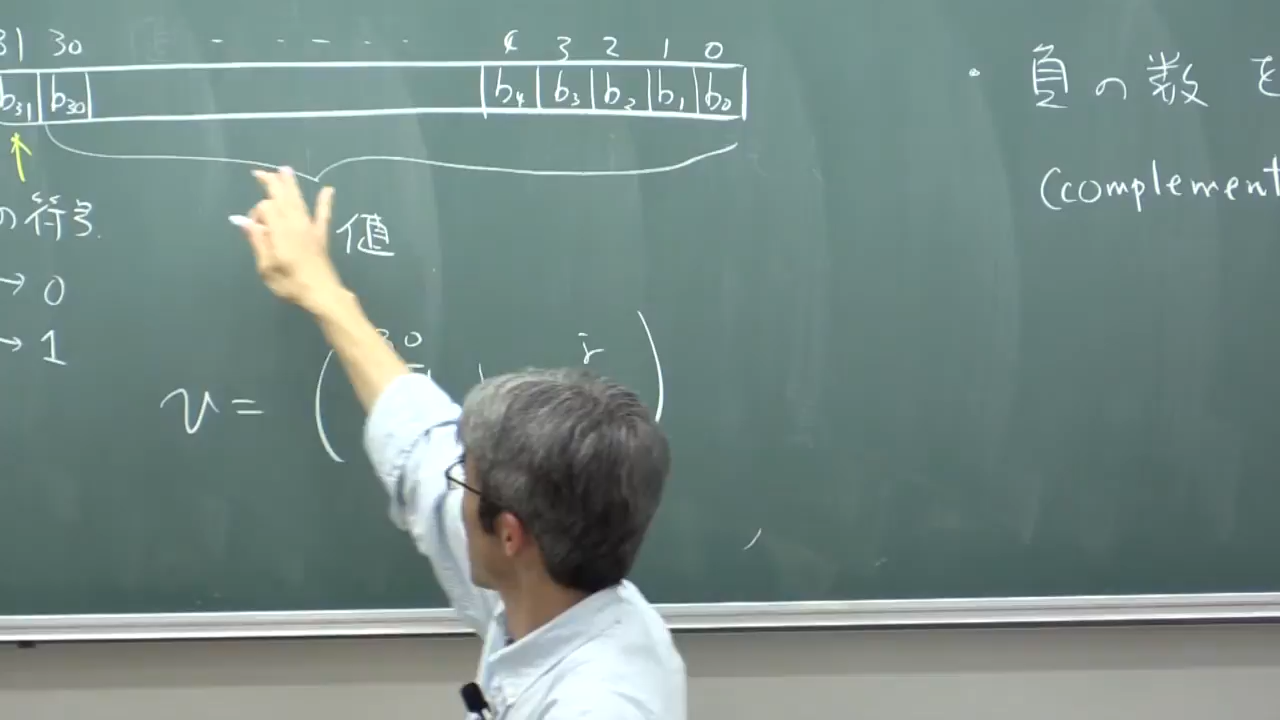 31 30 - - - - · · 4 3 2 1 0
b31 b30 b4 b3 b2 b1 b0
の符号.
値
→ 0
→ 1
v = ( 30 i )
・ 負の数 を
(complement